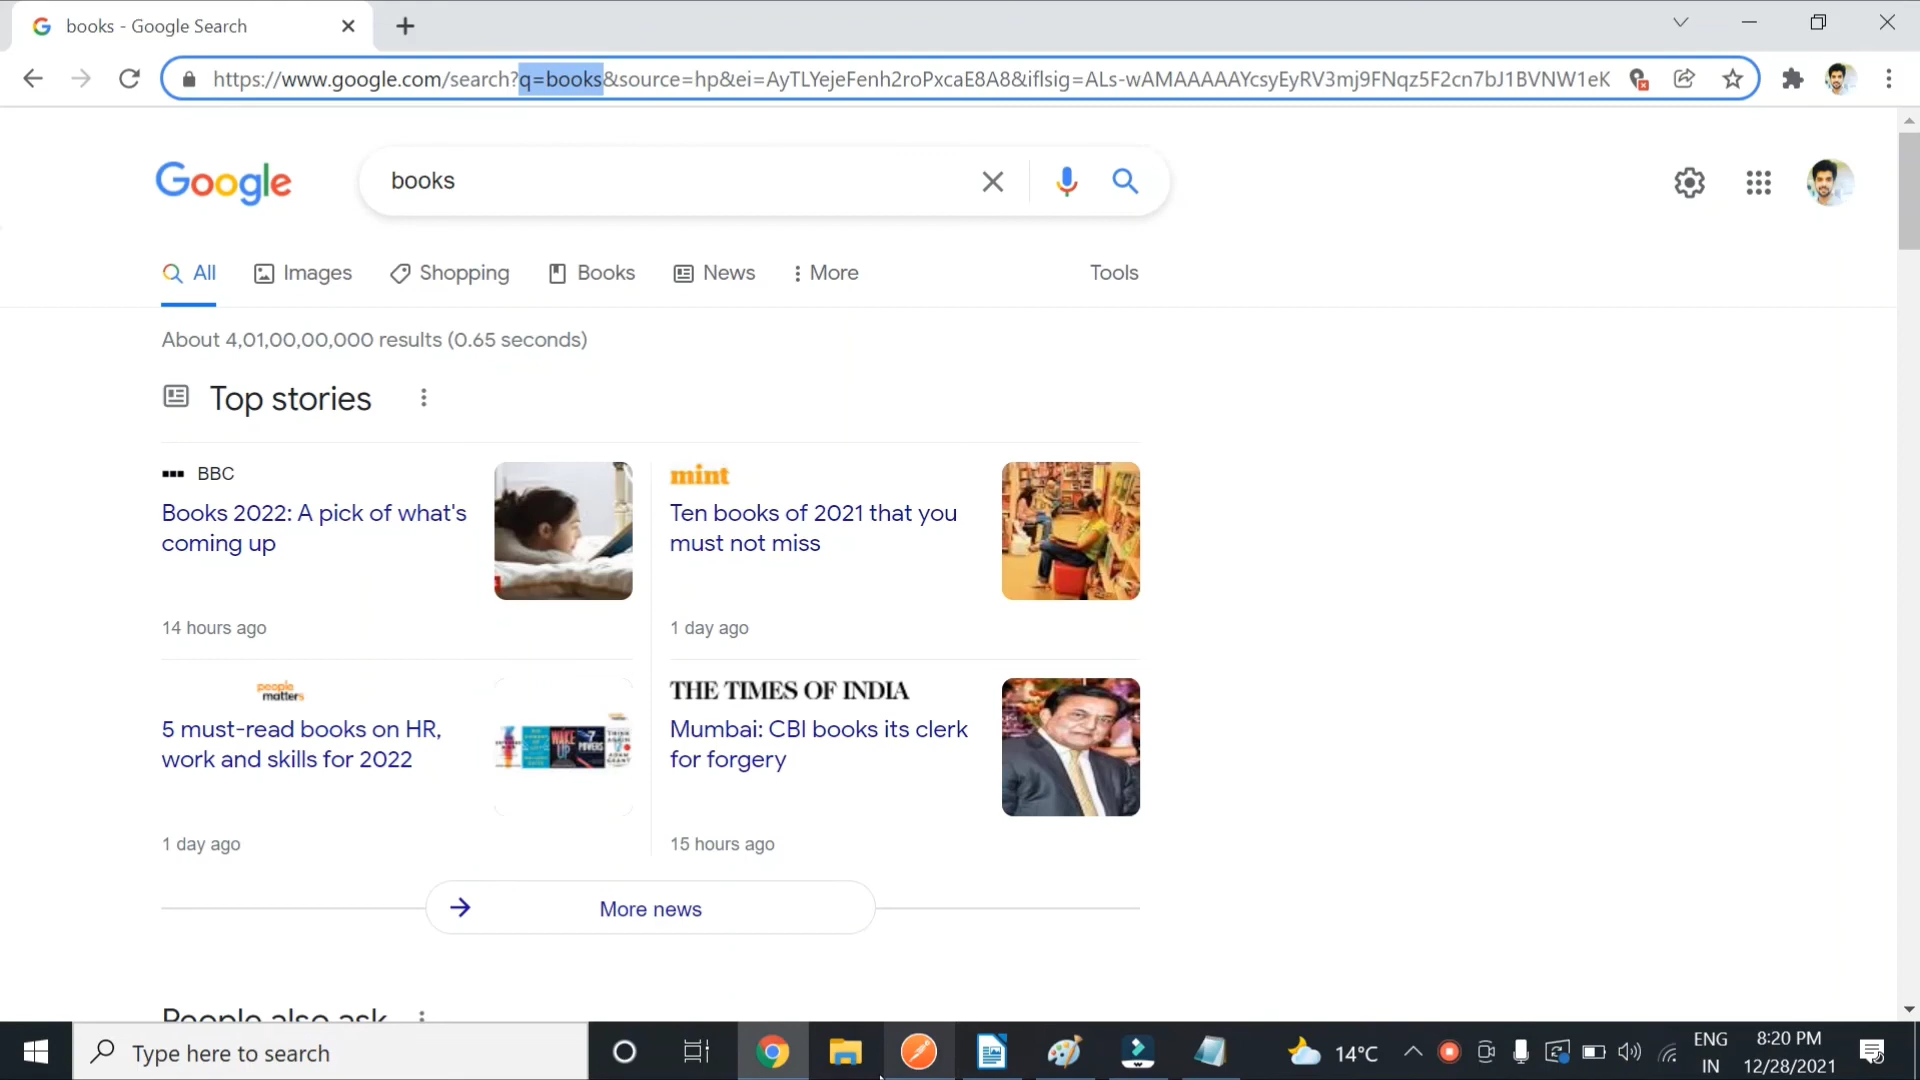 books - Google Search
https://www.google.com/search?q=books&source=hp&ei=AyTLYejeFenh2roPxcaE8A8&iflsig=ALs-wAMAAAAAYcsyEyRV3mj9FNqz5F2cn7bJ1BVNW1eK
Google
books
All Images Shopping Books News More Tools
About 4,01,00,00,000 results (0.65 seconds)
Top stories
BBC
Books 2022: A pick of what's
coming up
14 hours ago
mint
Ten books of 2021 that you
must not miss
1 day ago
people
matters
5 must-read books on HR,
work and skills for 2022
1 day ago
THE TIMES OF INDIA
Mumbai: CBI books its clerk
for forgery
15 hours ago
More news
People also ask
Type here to search
14°C
ENG
IN
8:20 PM
12/28/2021